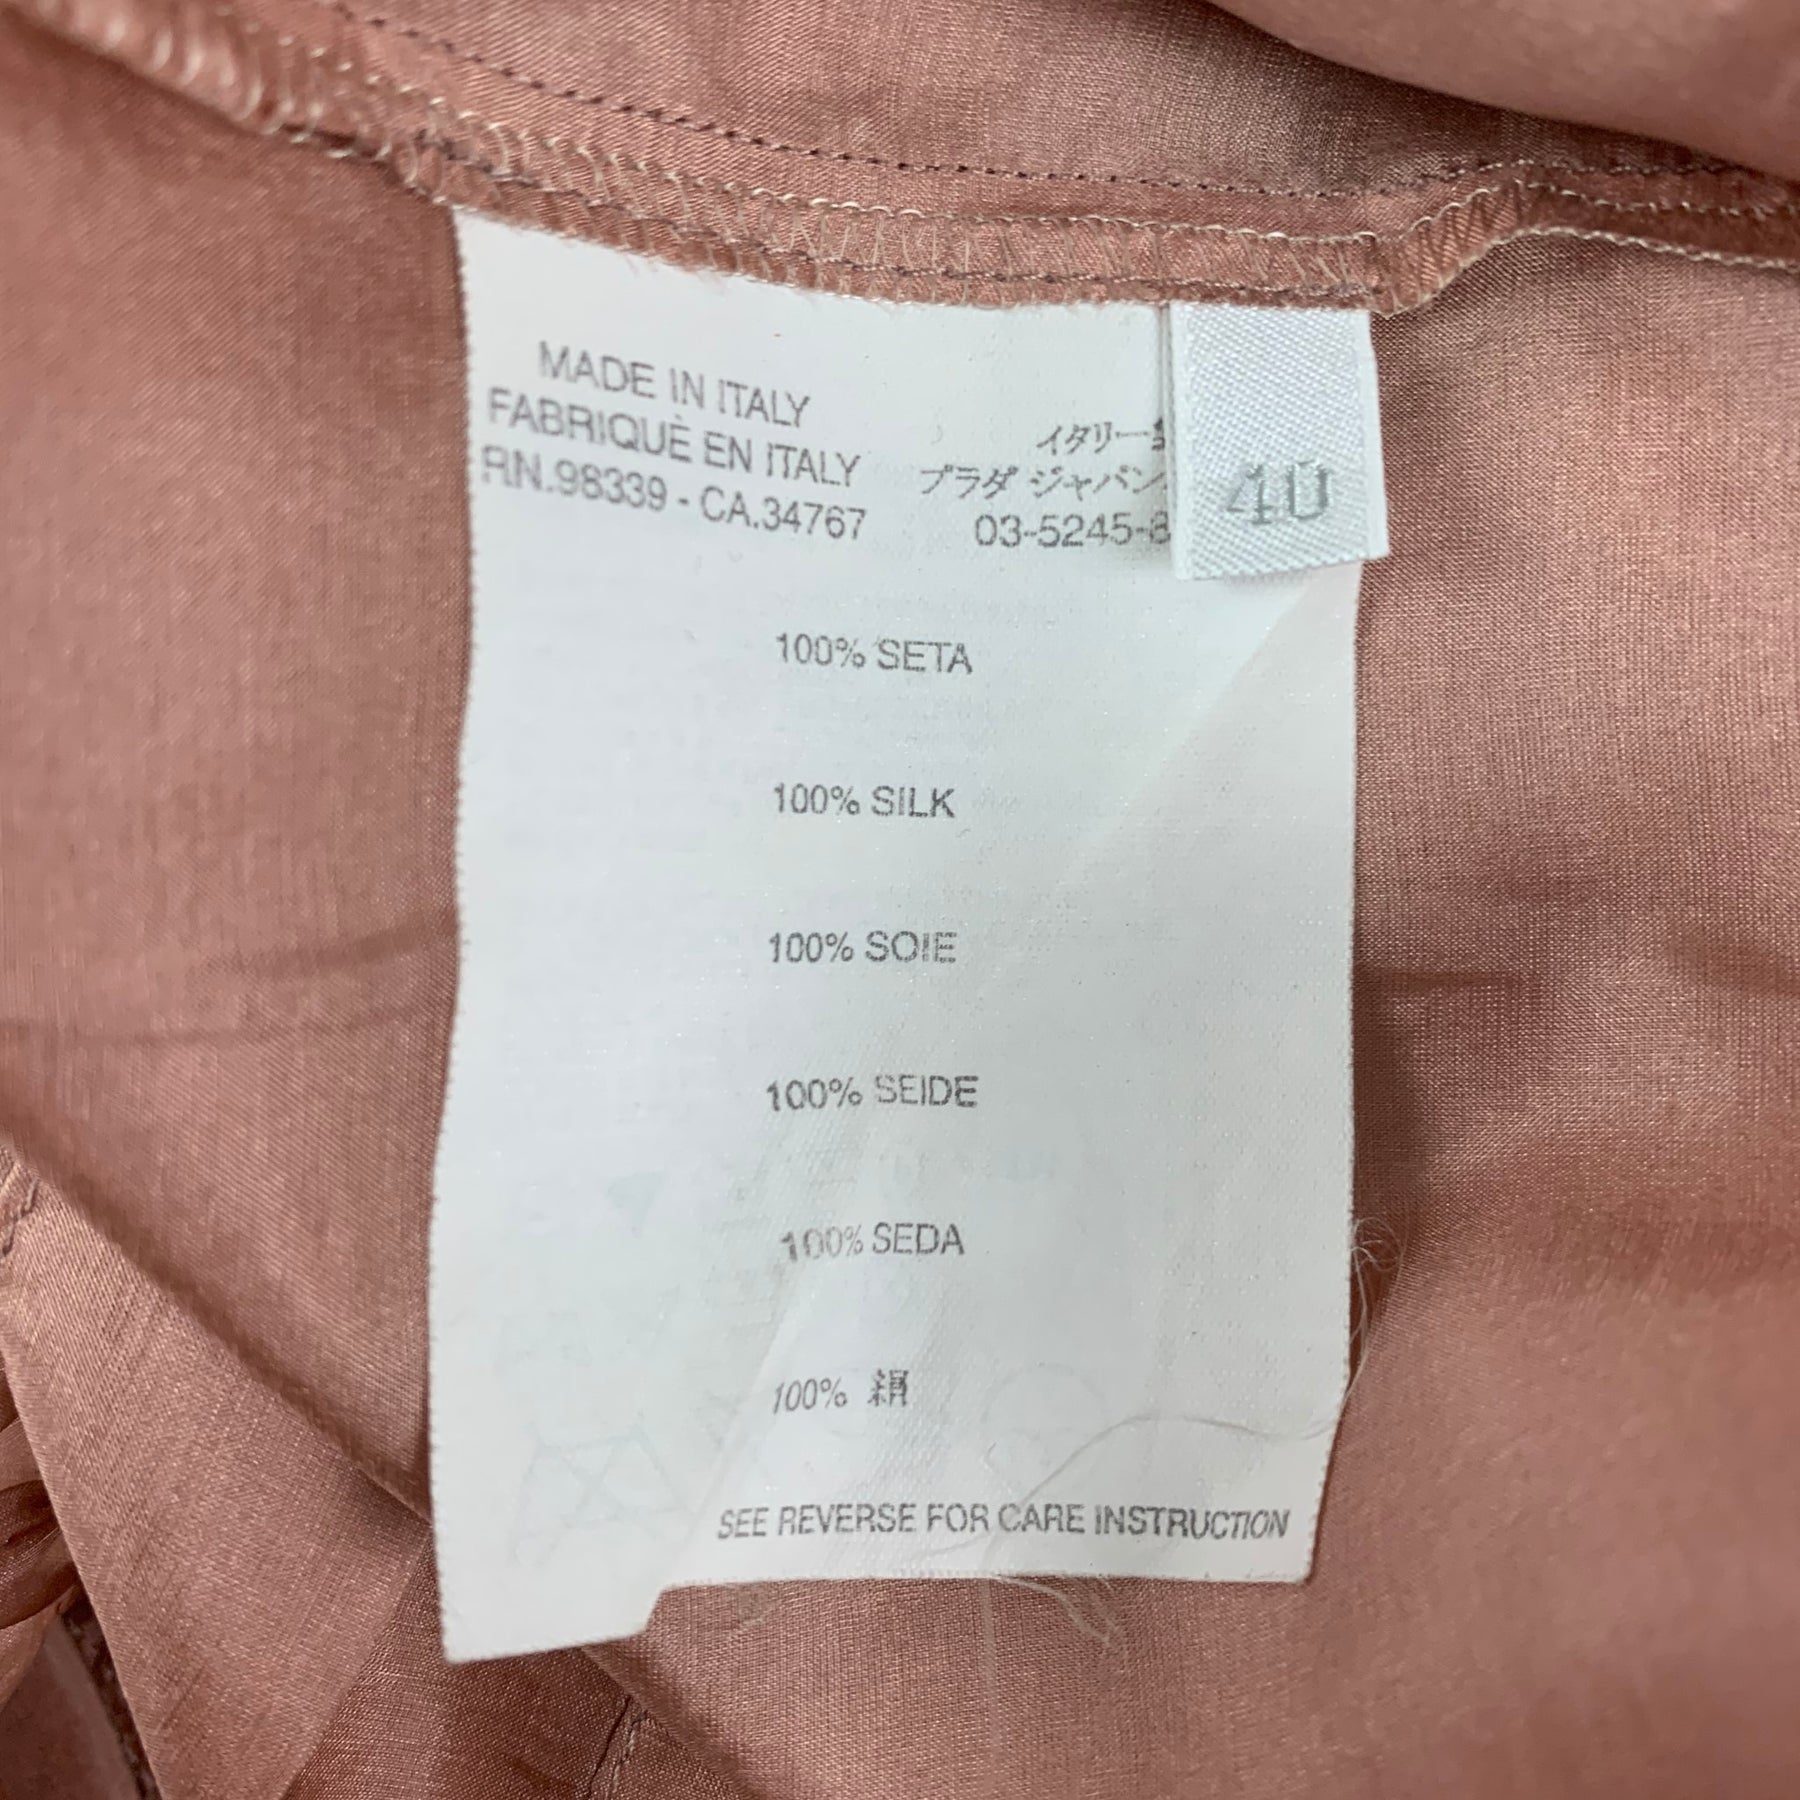 MADE IN ITALY
FABRIQUÈ EN ITALY
RN.98339 - CA.34767
イタリー
プラダ ジャパン
03-5245-8
40
100% SETA
100% SILK
100% SOIE
100% SEIDE
100% SEDA
100% 絹
SEE REVERSE FOR CARE INSTRUCTION